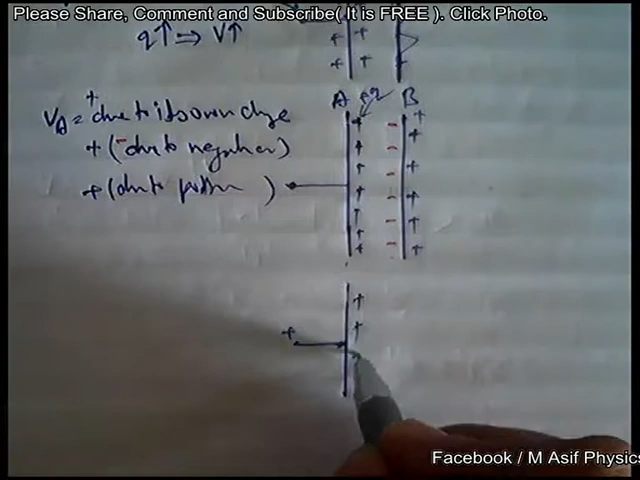 Please Share, Comment and Subscribe( It is FREE ). Click Photo.
q↑ ⇒ V↑
+ +
+ +
A +q B
V_A = + due to its own charge
+ (- due to negative)
+ (due to )
+ + +
- - - - - -
+ + + + + +
+
+ +
Facebook / M Asif Physics